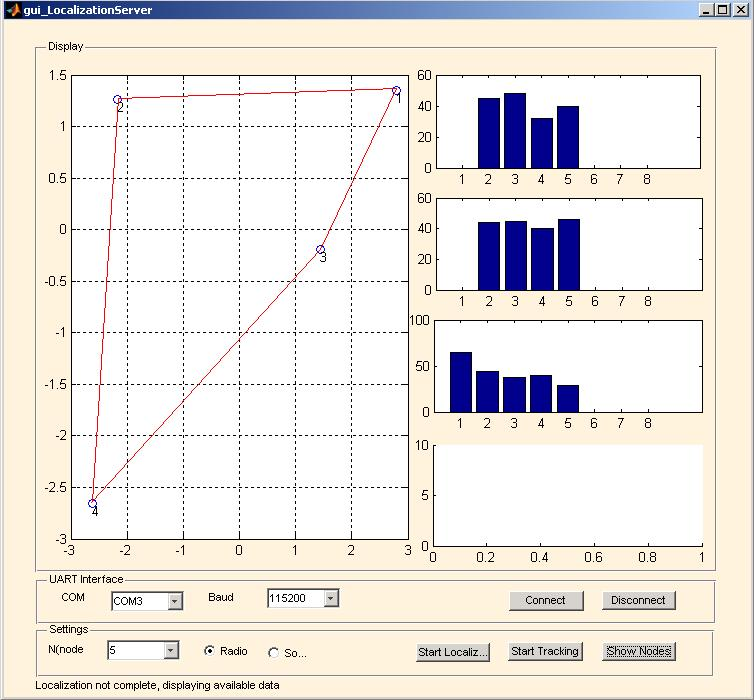 gui_LocalizationServer
Display
1.5
1
0.5
0
-0.5
-1
-1.5
-2
-2.5
-3
-3 -2 -1 0 1 2 3
2
1
3
4
60
40
20
0
1 2 3 4 5 6 7 8
60
40
20
0
1 2 3 4 5 6 7 8
100
50
0
1 2 3 4 5 6 7 8
10
5
0
0 0.2 0.4 0.6 0.8 1
UART Interface
COM COM3 Baud 115200 Connect Disconnect
Settings
N(node 5 Radio So... Start Localiz... Start Tracking Show Nodes
Localization not complete, displaying available data